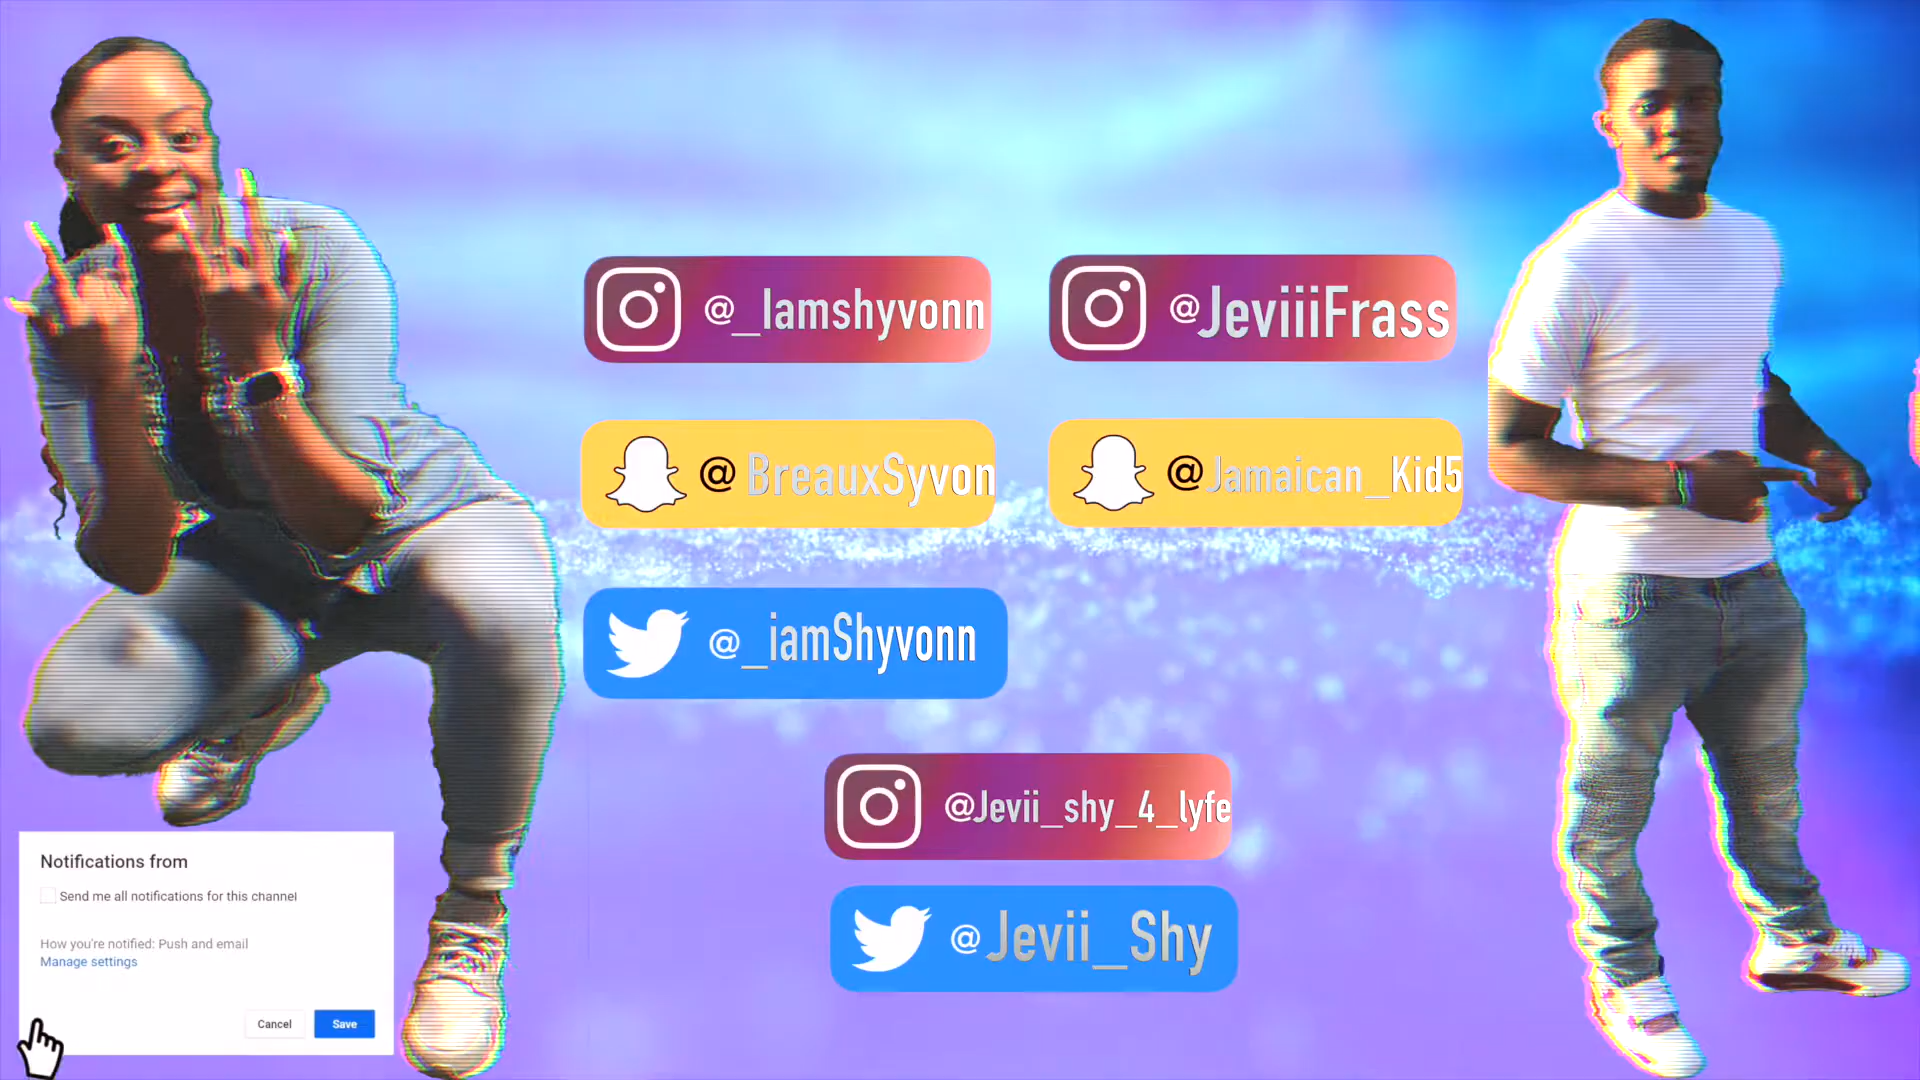 @_Iamshyvonn
@JeviiiFrass
@BreauxSyvon
@Jamaican_Kid5
@_iamShyvonn
@Jevii_shy_4_lyfe
@Jevii_Shy
Notifications from
Send me all notifications for this channel
How you're notified: Push and email
Manage settings
Cancel
Save